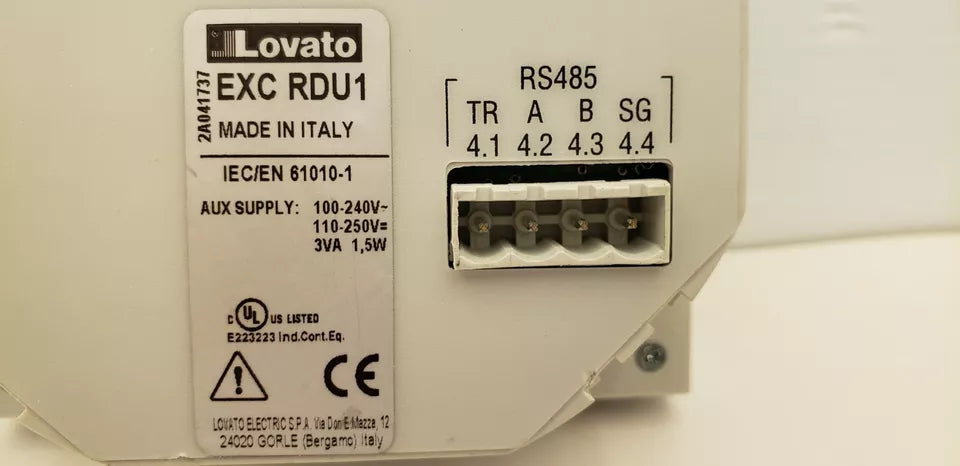 Lovato
EXC RDU1
2A041737
MADE IN ITALY
IEC/EN 61010-1
AUX SUPPLY: 100-240V~
110-250V=
3VA 1,5W
C UL US LISTED
E223223 Ind.Cont.Eq.
CE
LOVATO ELECTRIC S.P.A. Via Don E.Mazza, 12
24020 GORLE (Bergamo) Italy
RS485
TR A B SG
4.1 4.2 4.3 4.4